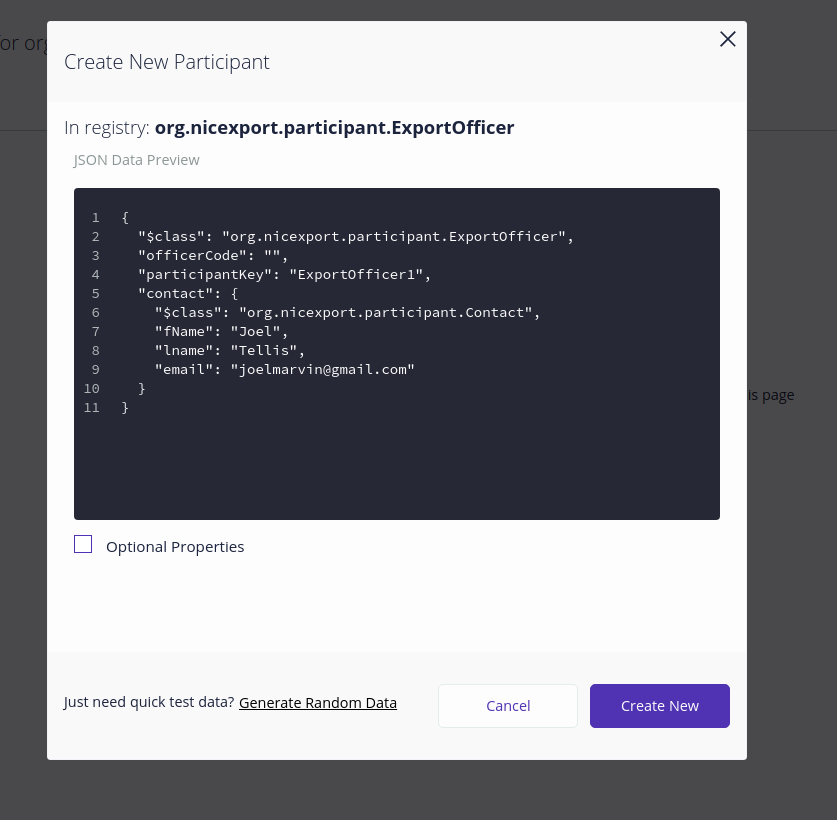 or org
Create New Participant
In registry: org.nicexport.participant.ExportOfficer
JSON Data Preview
1 {
2 "$class": "org.nicexport.participant.ExportOfficer",
3 "officerCode": "",
4 "participantKey": "ExportOfficer1",
5 "contact": {
6 "$class": "org.nicexport.participant.Contact",
7 "fName": "Joel",
8 "lname": "Tellis",
9 "email": "joelmarvin@gmail.com"
10 }
11 }
is page
Optional Properties
Just need quick test data? Generate Random Data
Cancel
Create New